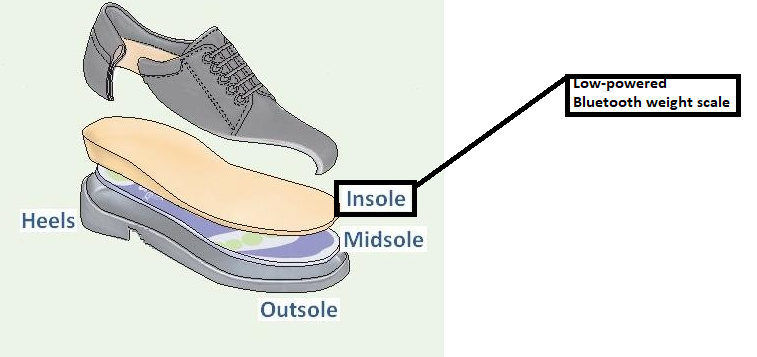 Low-powered
Bluetooth weight scale
Insole
Heels
Midsole
Outsole